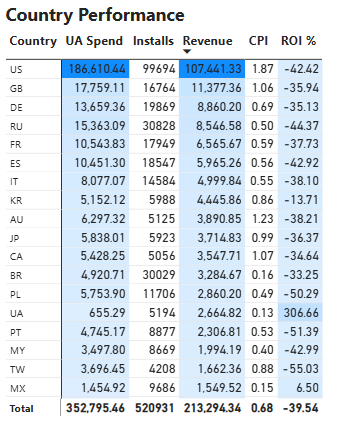 Country Performance
Country UA Spend Installs Revenue CPI ROI %
US 186,610.44 99694 107,441.33 1.87 -42.42
GB 17,759.11 16764 11,377.36 1.06 -35.94
DE 13,659.36 19869 8,860.20 0.69 -35.13
RU 15,363.09 30828 8,546.58 0.50 -44.37
FR 10,543.83 17949 6,565.67 0.59 -37.73
ES 10,451.30 18547 5,965.26 0.56 -42.92
IT 8,077.07 14584 4,999.84 0.55 -38.10
KR 5,152.12 5988 4,445.86 0.86 -13.71
AU 6,297.32 5125 3,890.85 1.23 -38.21
JP 5,838.01 5923 3,714.83 0.99 -36.37
CA 5,428.25 5056 3,547.71 1.07 -34.64
BR 4,920.71 30029 3,284.67 0.16 -33.25
PL 5,753.90 11706 2,860.20 0.49 -50.29
UA 655.29 5194 2,664.82 0.13 306.66
PT 4,745.17 8877 2,306.81 0.53 -51.39
MY 3,497.80 8669 1,994.19 0.40 -42.99
TW 3,696.45 4208 1,662.36 0.88 -55.03
MX 1,454.92 9686 1,549.52 0.15 6.50
Total 352,795.46 520931 213,294.34 0.68 -39.54